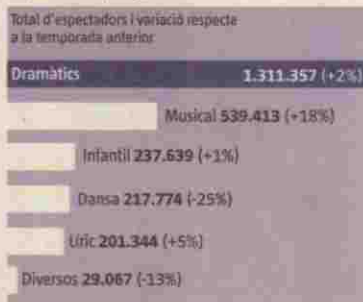 Total d'espectadors i variació respecte
a la temporada anterior
Dramàtics 1.311.357 (+2%)
Musical 539.413 (+18%)
Infantil 237.639 (+1%)
Dansa 217.774 (-25%)
Líric 201.344 (+5%)
Diversos 29.067 (-13%)